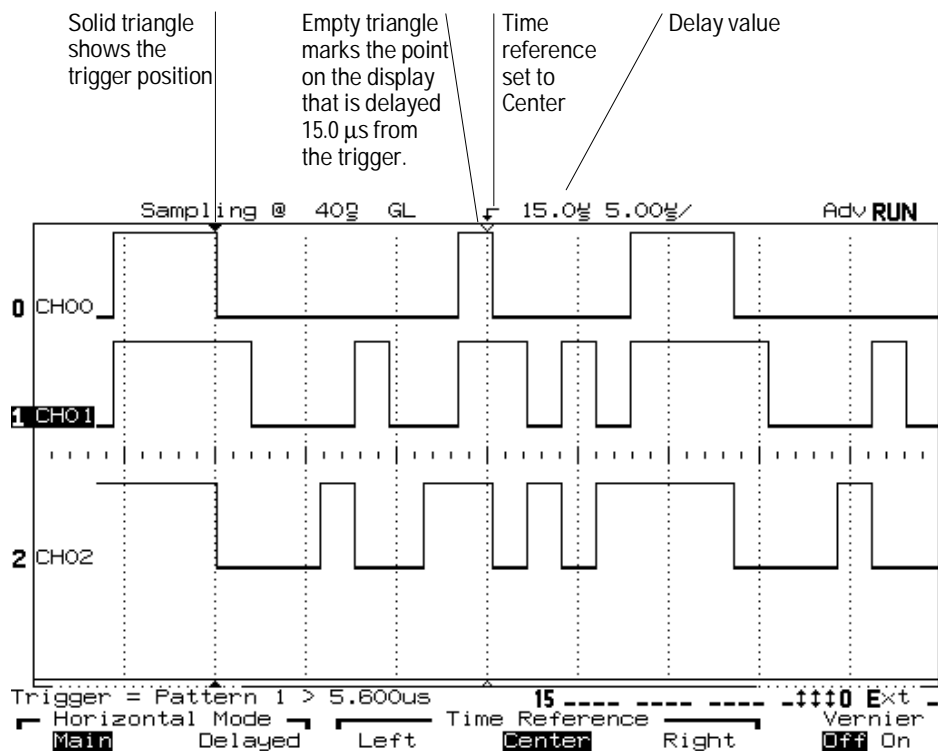 Solid triangle
shows the
trigger position
Empty triangle
marks the point
on the display
that is delayed
15.0 μs from
the trigger.
Time
reference
set to
Center
Delay value
Sampling @ 40ns GL 15.0us 5.00us/ Adv RUN
0 CH00
1 CH01
2 CH02
Trigger = Pattern 1 > 5.600us 15 ---- ---- ---- -↕↕↕0 Ext -
Horizontal Mode Time Reference Vernier
Main Delayed Left Center Right Off On